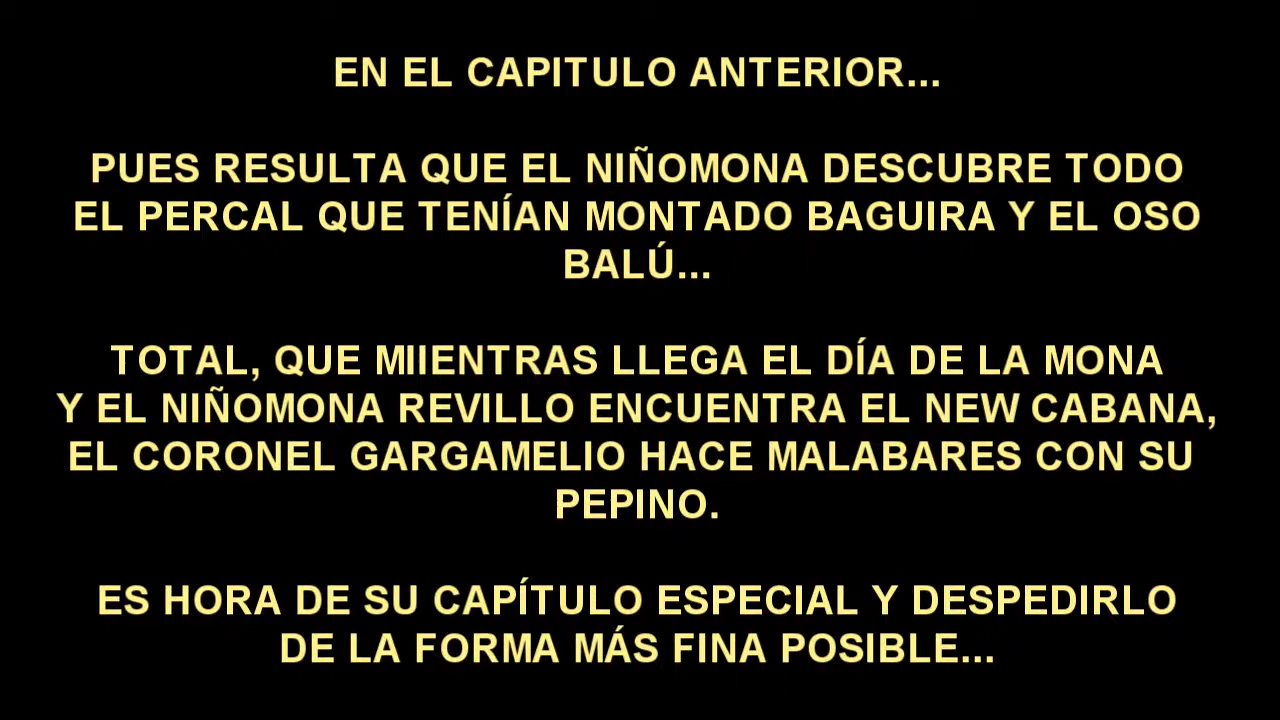 EN EL CAPITULO ANTERIOR...
PUES RESULTA QUE EL NIÑOMONA DESCUBRE TODO
EL PERCAL QUE TENÍAN MONTADO BAGUIRA Y EL OSO
BALÚ...
TOTAL, QUE MIIENTRAS LLEGA EL DÍA DE LA MONA
Y EL NIÑOMONA REVILLO ENCUENTRA EL NEW CABANA,
EL CORONEL GARGAMELIO HACE MALABARES CON SU
PEPINO.
ES HORA DE SU CAPÍTULO ESPECIAL Y DESPEDIRLO
DE LA FORMA MÁS FINA POSIBLE...